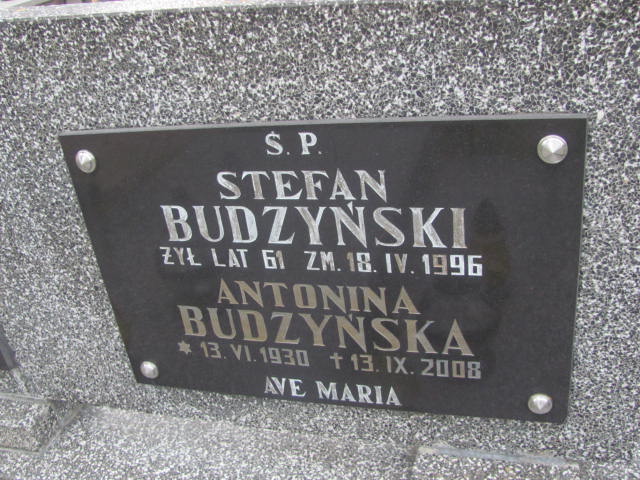 Ś. P.
STEFAN
BUDZYŃSKI
ŻYŁ LAT 61 ZM. 18. IV. 1996
ANTONINA
BUDZYŃSKA
* 13. VI. 1930 † 13. IX. 2008
AVE MARIA